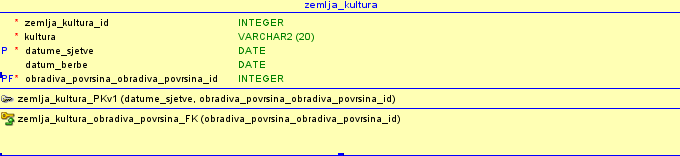 zemlja_kultura
* zemlja_kultura_id INTEGER
* kultura VARCHAR2 (20)
P * datume_sjetve DATE
datum_berbe DATE
PF* obradiva_povrsina_obradiva_povrsina_id INTEGER
zemlja_kultura_PKv1 (datume_sjetve, obradiva_povrsina_obradiva_povrsina_id)
zemlja_kultura_obradiva_povrsina_FK (obradiva_povrsina_obradiva_povrsina_id)